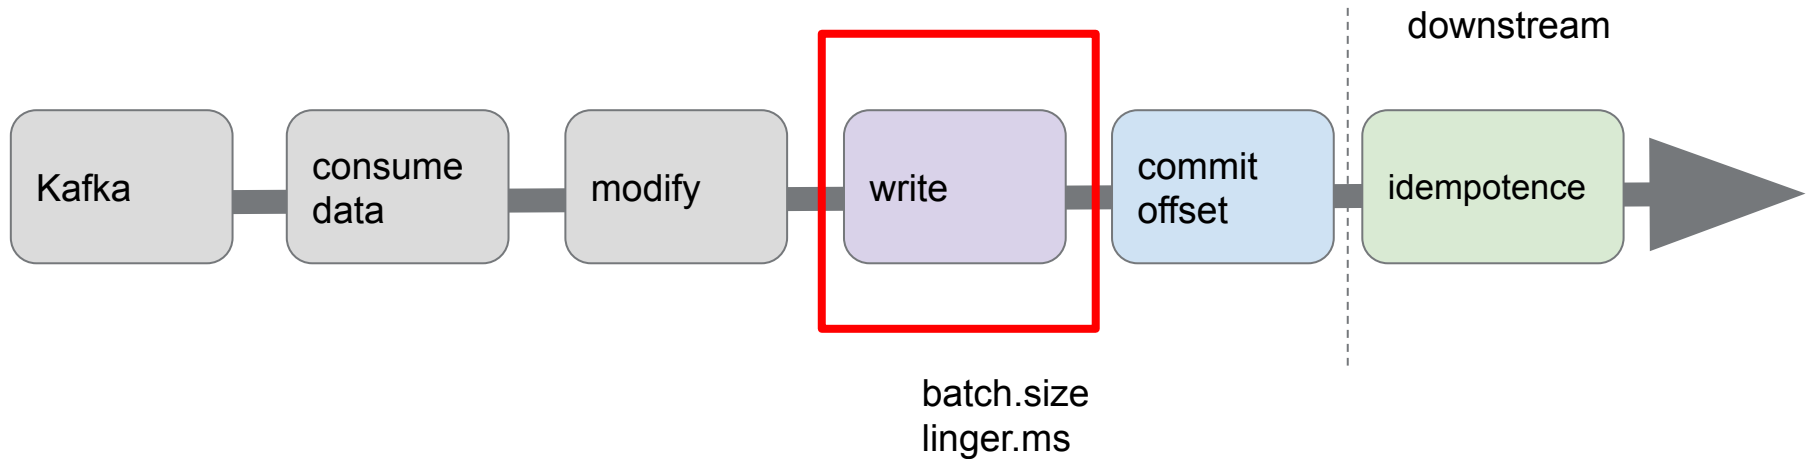 downstream
Kafka
consume
data
modify
write
commit
offset
idempotence
batch.size
linger.ms